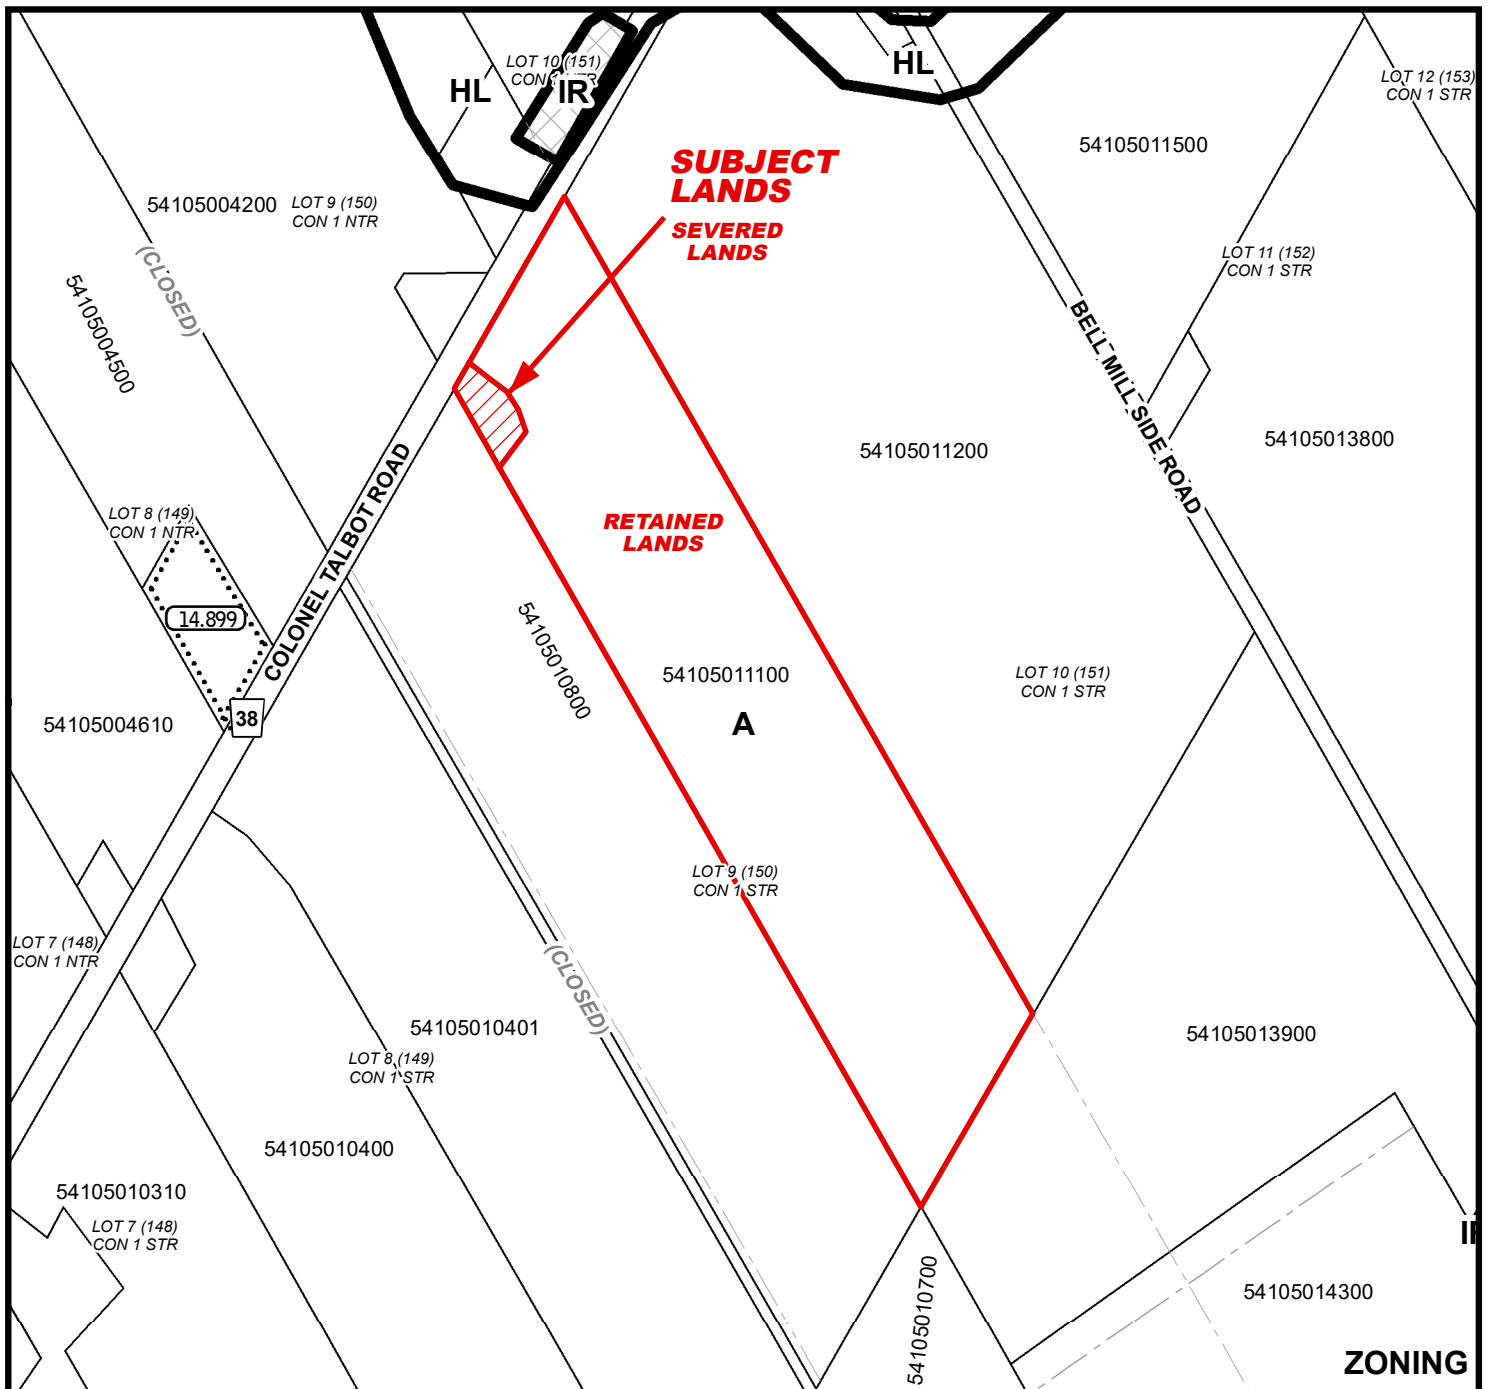 LOT 10 (151)
CON 1 NTR
HL
IR
HL
LOT 12 (153)
CON 1 STR
54105011500
SUBJECT
LANDS
SEVERED
LANDS
54105004200
LOT 9 (150)
CON 1 NTR
(CLOSED)
54105004500
LOT 11 (152)
CON 1 STR
BELL MILL SIDE ROAD
54105011200
54105013800
COLONEL TALBOT ROAD
LOT 8 (149)
CON 1 NTR
RETAINED
LANDS
14.899
54105010800
54105011100
LOT 10 (151)
CON 1 STR
38
54105004610
A
LOT 9 (150)
CON 1 STR
LOT 7 (148)
CON 1 NTR
(CLOSED)
54105010401
54105013900
LOT 8 (149)
CON 1 STR
54105010400
54105010310
LOT 7 (148)
CON 1 STR
54105010700
54105014300
ZONING